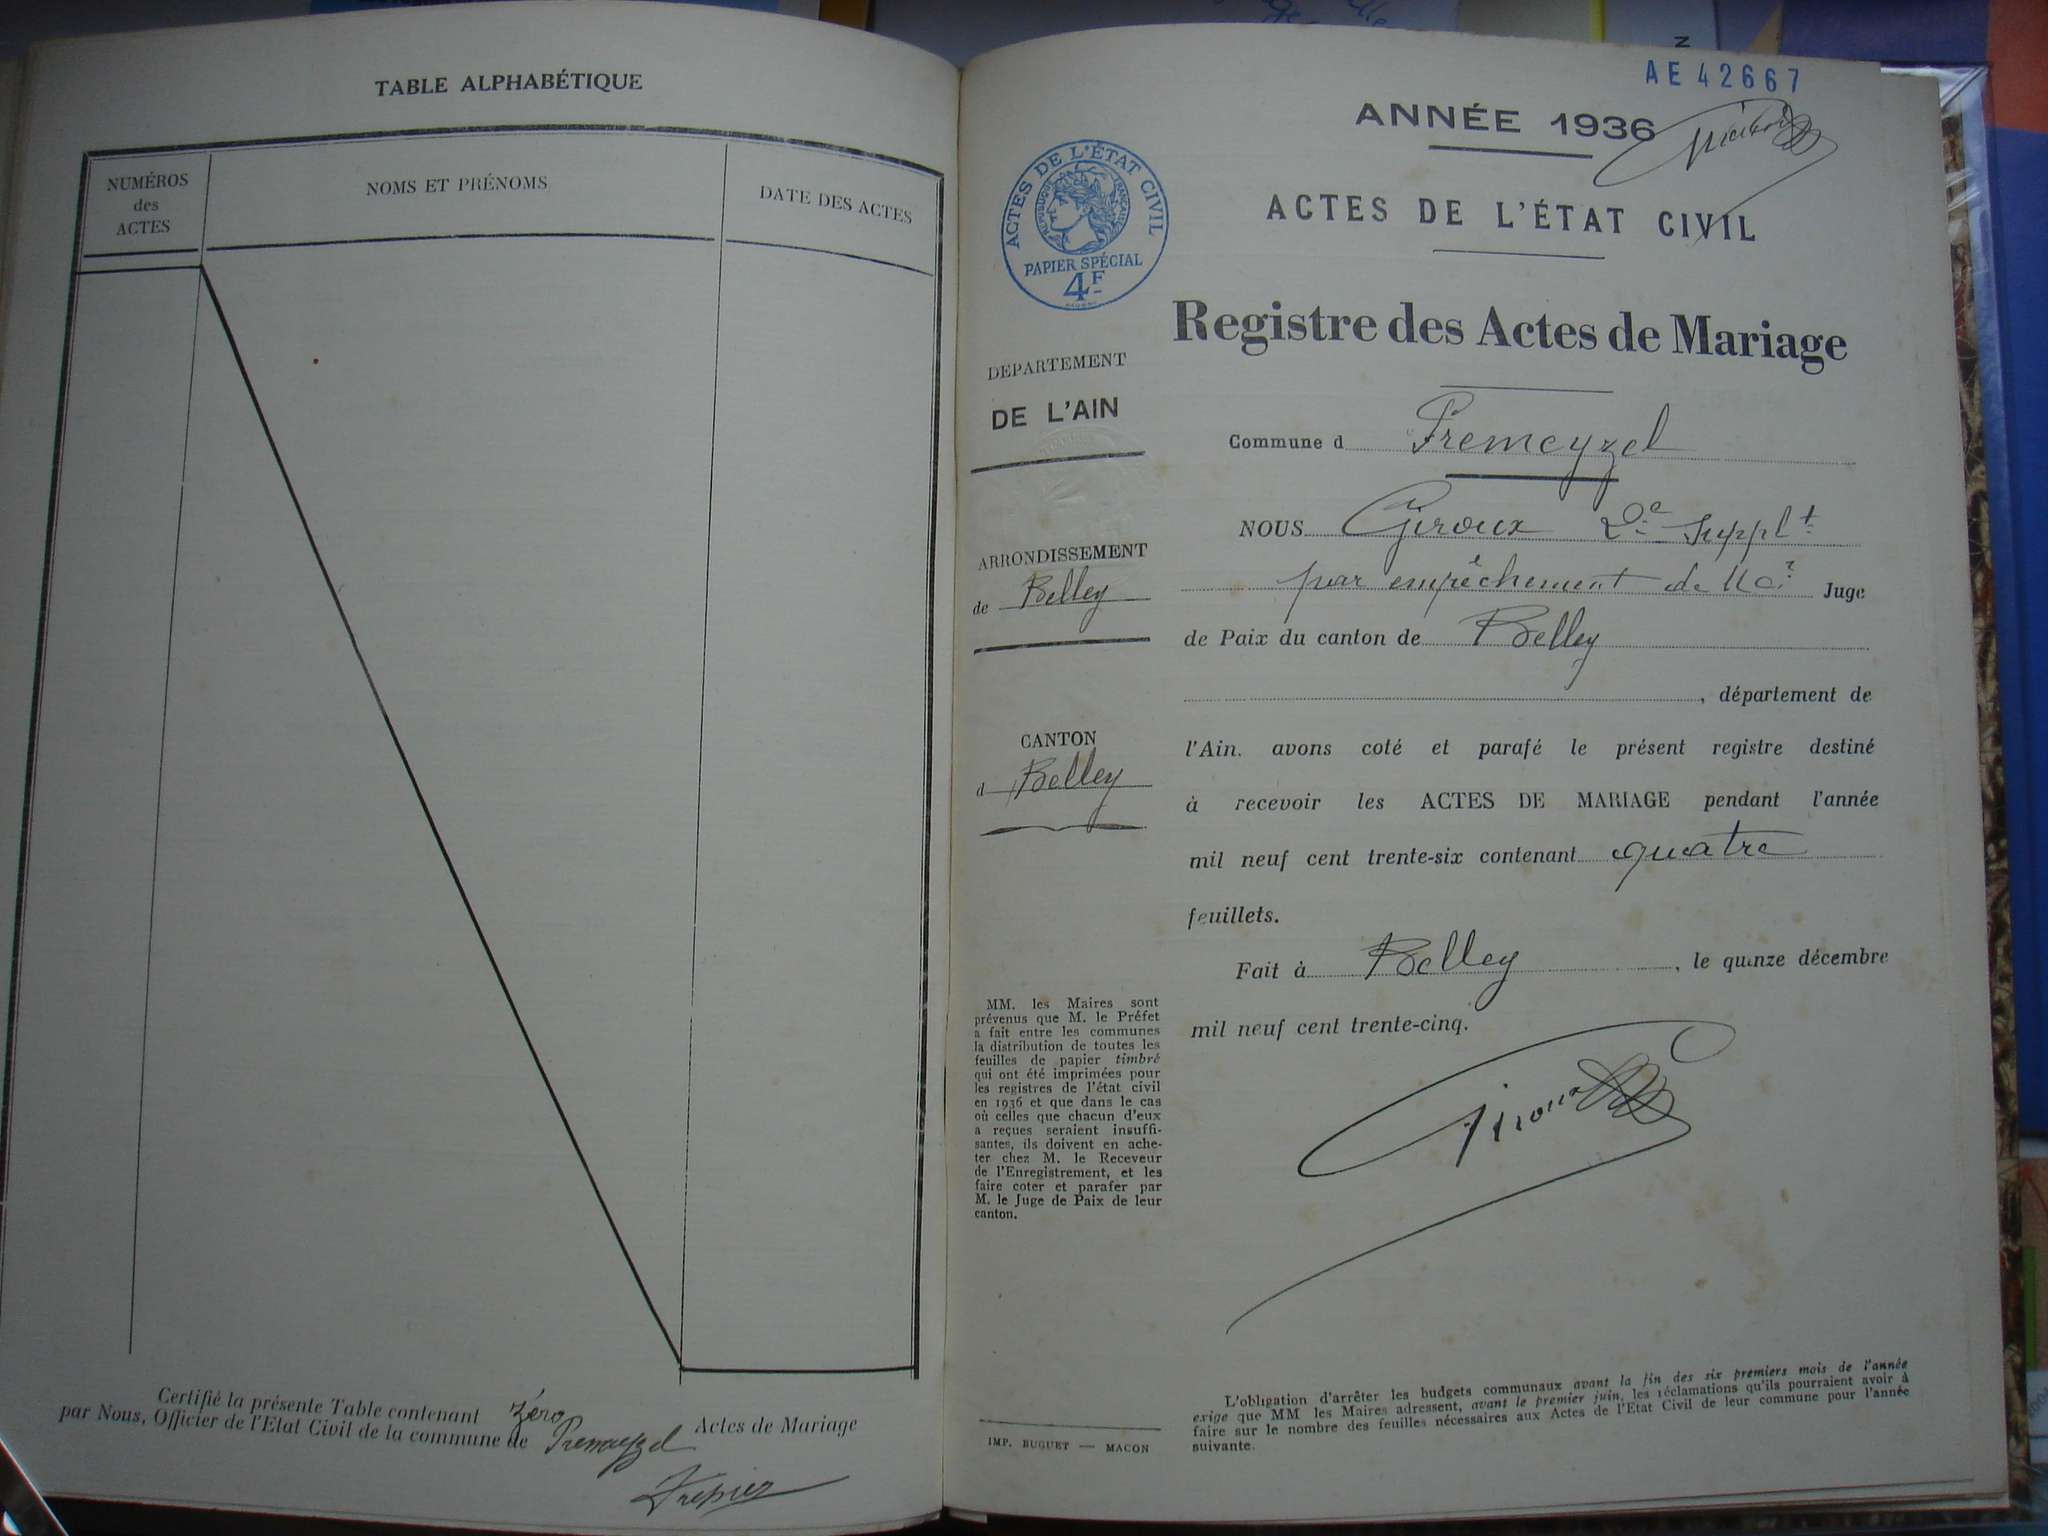 TABLE ALPHABÉTIQUE
NUMÉROS
des
ACTES
NOMS ET PRÉNOMS
DATE DES ACTES
Certifié la présente Table contenant zéro Actes de Mariage
par Nous, Officier de l'Etat Civil de la commune de Premeyzel
AE42667
ANNÉE 1936
ACTES DE L'ÉTAT CIVIL
RÉPUBLIQUE FRANÇAISE
PAPIER SPÉCIAL
4F
ACTES DE L'ÉTAT CIVIL
Registre des Actes de Mariage
DÉPARTEMENT
DE L'AIN
ARRONDISSEMENT
de Belley
CANTON
d Belley
MM. les Maires sont
prévenus que M. le Préfet
a fait entre les communes
la distribution de toutes les
feuilles de papier timbré
qui ont été imprimées pour
les registres de l'état civil
en 1936 et que dans le cas
où celles que chacun d'eux
a reçues seraient insuffi-
santes, ils doivent en ache-
ter chez M. le Receveur
de l'Enregistrement, et les
faire coter et parafer par
M. le Juge de Paix de leur
canton.
IMP. BUGUET — MACON
Commune d Premeyzel
NOUS Giroux 2e Supplt
par empêchement de Juge
de Paix du canton de Belley
, département de
l'Ain. avons coté et parafé le présent registre destiné
à recevoir les ACTES DE MARIAGE pendant l'année
mil neuf cent trente-six contenant quatre
feuillets.
Fait à Belley, le quinze décembre
mil neuf cent trente-cinq.
Giroux
L'obligation d'arrêter les budgets communaux avant la fin des six premiers mois de l'année
exige que MM les Maires adressent, avant le premier juin, les réclamations qu'ils pourraient avoir à
faire sur le nombre des feuilles nécessaires aux Actes de l'Etat Civil de leur commune pour l'année
suivante.